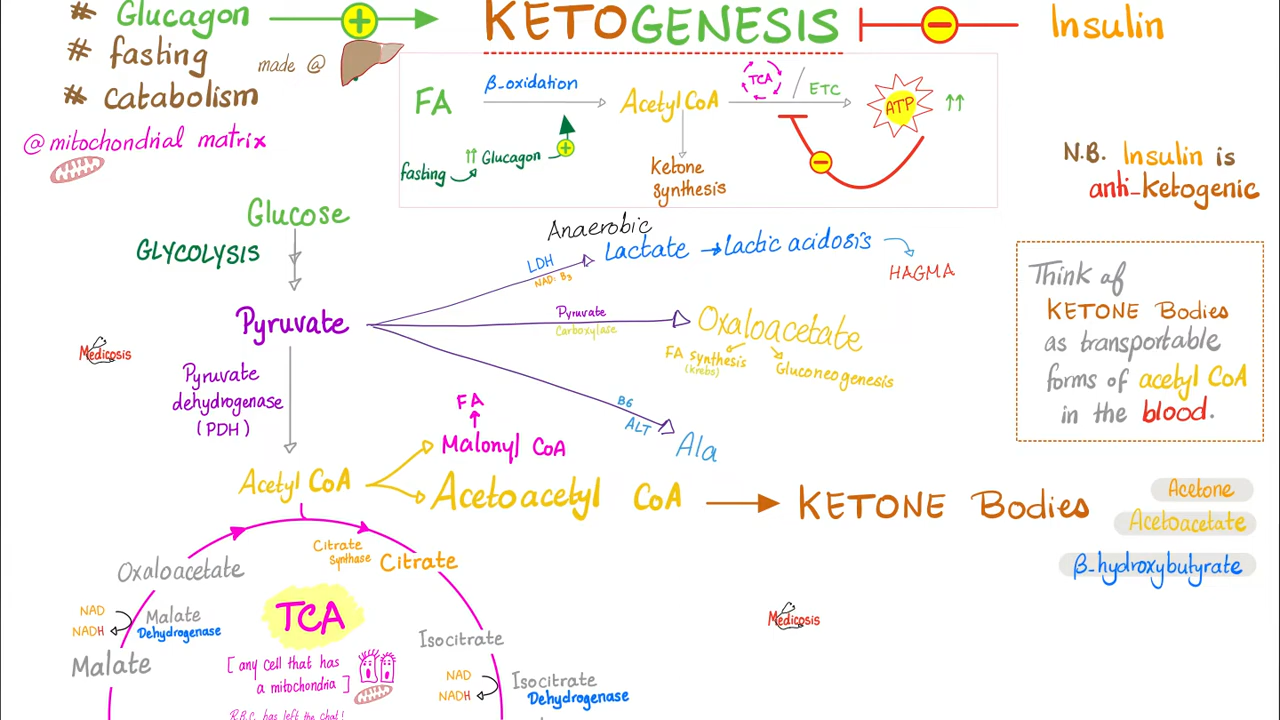 # Glucagon
# fasting
# catabolism
@ mitochondrial matrix
made @
+
KETOGENESIS
−
Insulin
FA
β-oxidation
Acetyl CoA
TCA
/
ETC
ATP
↑↑
fasting
↑↑ Glucagon
+
Ketone
synthesis
−
N.B. Insulin is
anti-ketogenic
Glucose
GLYCOLYSIS
Pyruvate
Anaerobic
LDH
NAD: B3
Lactate → Lactic acidosis
HAGMA
Pyruvate
Carboxylase
Oxaloacetate
FA synthesis
(Krebs)
Gluconeogenesis
B6
ALT
Ala
Think of
KETONE Bodies
as transportable
forms of acetyl CoA
in the blood.
Medicosis
Pyruvate
dehydrogenase
(PDH)
FA
Malonyl CoA
Acetyl CoA
Acetoacetyl CoA
KETONE Bodies
Acetone
Acetoacetate
β-hydroxybutyrate
Oxaloacetate
Citrate
Synthase
Citrate
TCA
NAD
NADH
Malate
Dehydrogenase
Malate
[any cell that has
a mitochondria]
R.B.C. has left the chat!
Isocitrate
NAD
NADH
Isocitrate
Dehydrogenase
Medicosis